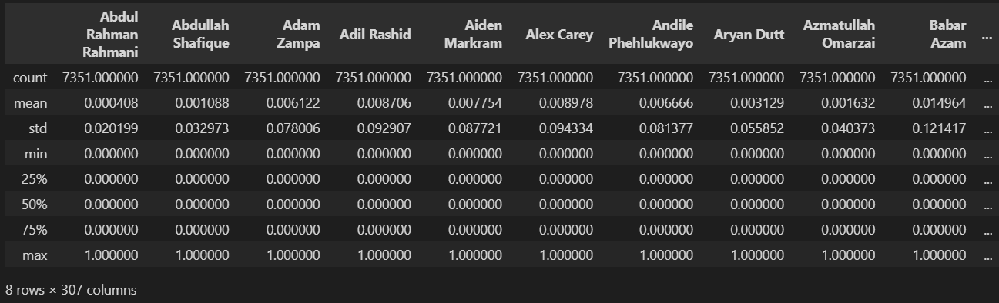 Abdul Rahman Rahmani Abdullah Shafique Adam Zampa Adil Rashid Aiden Markram Alex Carey Andile Phehlukwayo Aryan Dutt Azmatullah Omarzai Babar Azam ...
count 7351.000000 7351.000000 7351.000000 7351.000000 7351.000000 7351.000000 7351.000000 7351.000000 7351.000000 7351.000000 ...
mean 0.000408 0.001088 0.006122 0.008706 0.007754 0.008978 0.006666 0.003129 0.001632 0.014964 ...
std 0.020199 0.032973 0.078006 0.092907 0.087721 0.094334 0.081377 0.055852 0.040373 0.121417 ...
min 0.000000 0.000000 0.000000 0.000000 0.000000 0.000000 0.000000 0.000000 0.000000 0.000000 ...
25% 0.000000 0.000000 0.000000 0.000000 0.000000 0.000000 0.000000 0.000000 0.000000 0.000000 ...
50% 0.000000 0.000000 0.000000 0.000000 0.000000 0.000000 0.000000 0.000000 0.000000 0.000000 ...
75% 0.000000 0.000000 0.000000 0.000000 0.000000 0.000000 0.000000 0.000000 0.000000 0.000000 ...
max 1.000000 1.000000 1.000000 1.000000 1.000000 1.000000 1.000000 1.000000 1.000000 1.000000 ...
8 rows × 307 columns